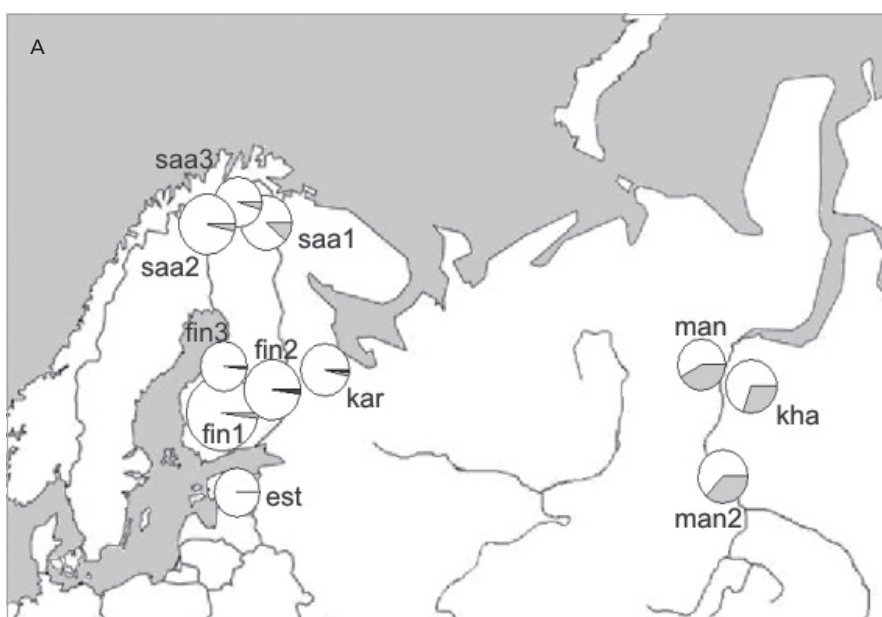 A
saa3
saa1
saa2
fin3
fin2
man
kar
kha
fin1
est
man2